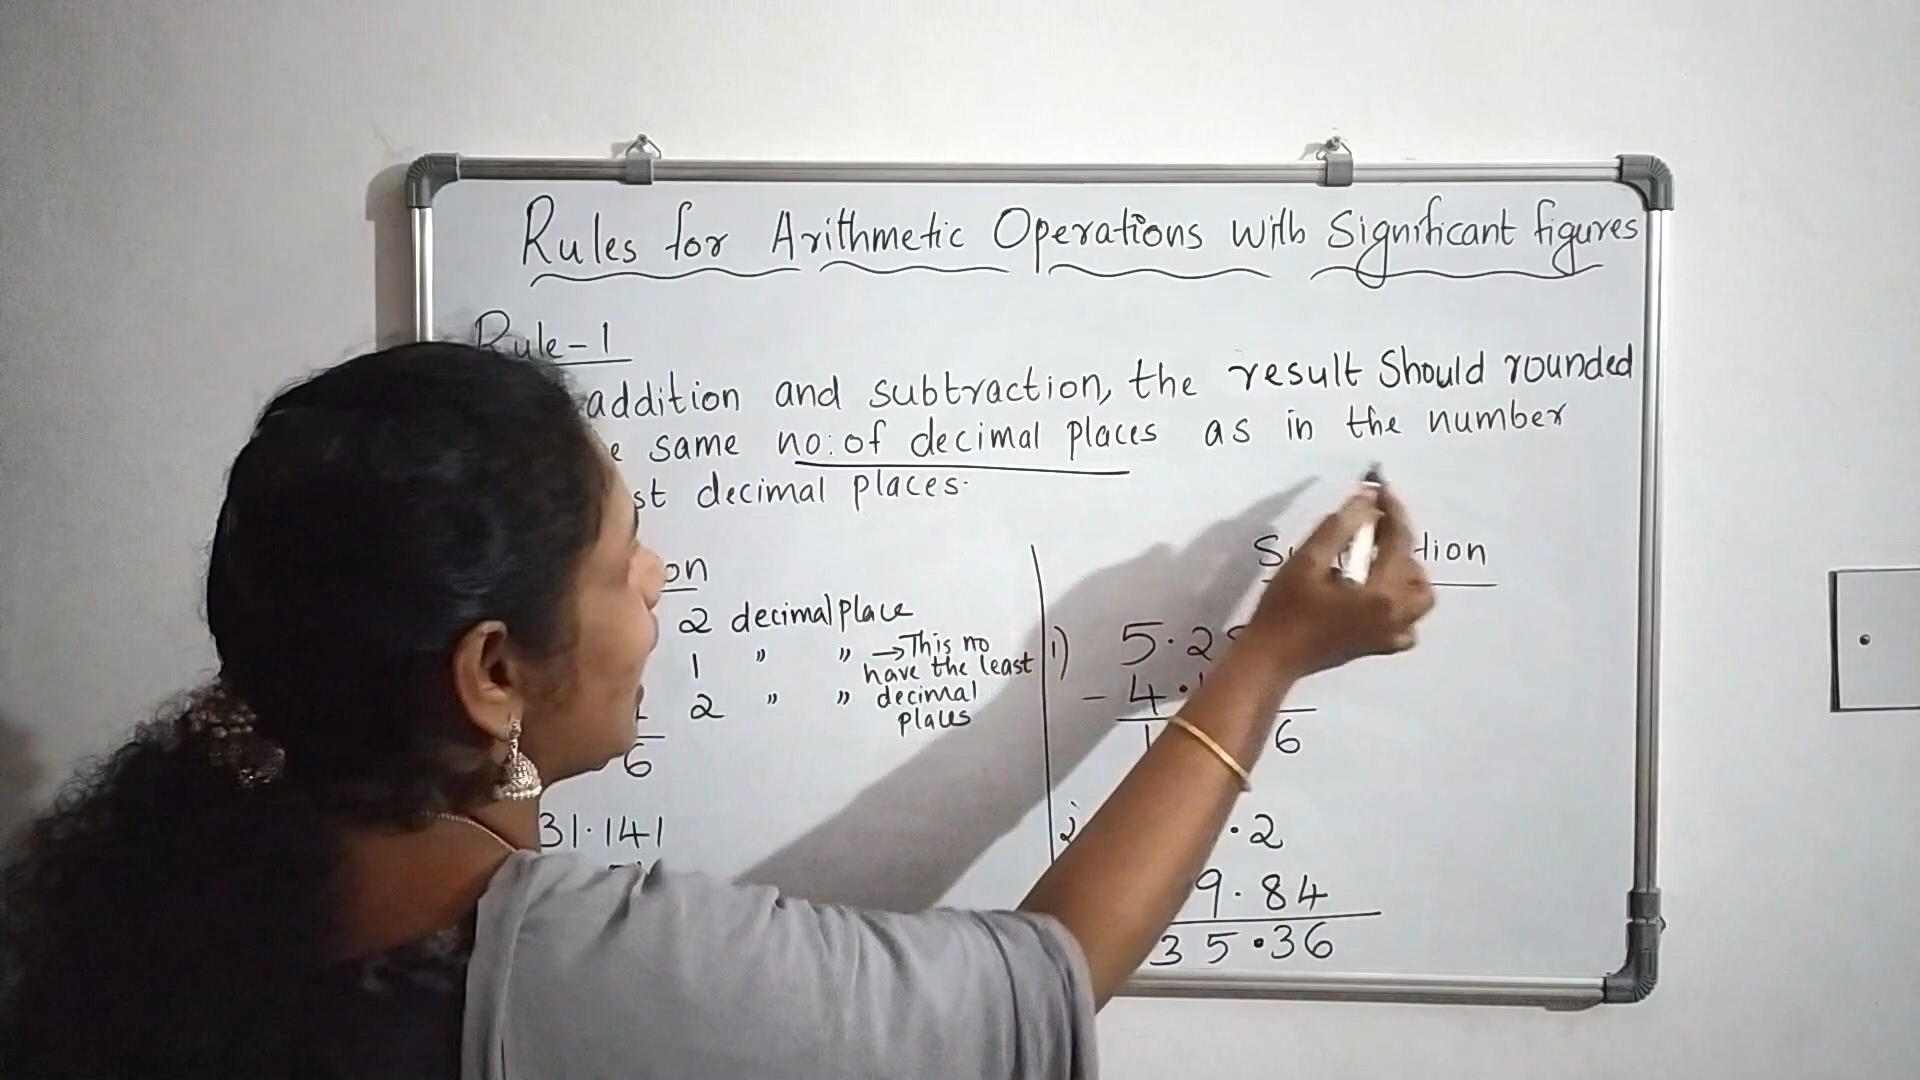 Rules for Arithmetic Operations with Significant figures
Rule-1
addition and subtraction, the result Should rounded
same no: of decimal places as in the number
st decimal places.
on
2 decimal place
1 " " → This no
have the least
2 " " decimal
places
6
31.141
tion
1) 5.2
- 4.
1 6
2) .2
9.84
35.36